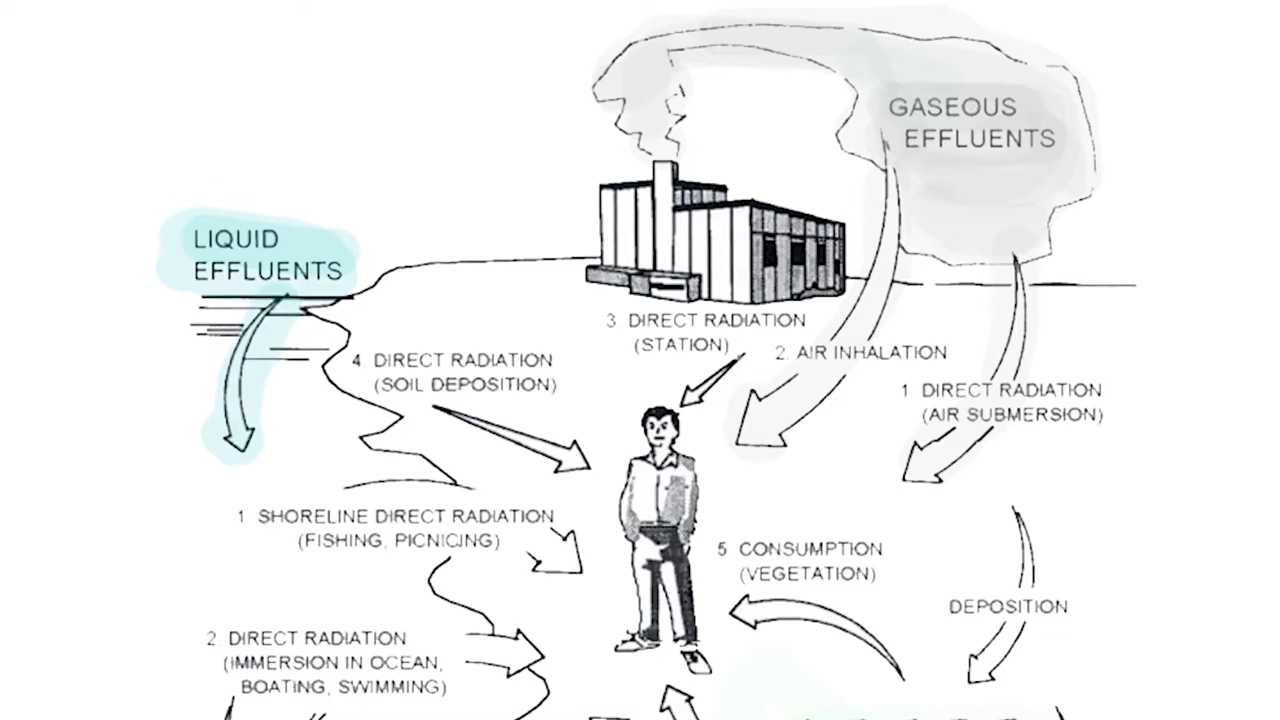 GASEOUS
EFFLUENTS
LIQUID
EFFLUENTS
3. DIRECT RADIATION
(STATION)
2. AIR INHALATION
4. DIRECT RADIATION
(SOIL DEPOSITION)
1 DIRECT RADIATION
(AIR SUBMERSION)
1 SHORELINE DIRECT RADIATION
(FISHING, PICNICING)
5 CONSUMPTION
(VEGETATION)
DEPOSITION
2. DIRECT RADIATION
(IMMERSION IN OCEAN,
BOATING, SWIMMING)